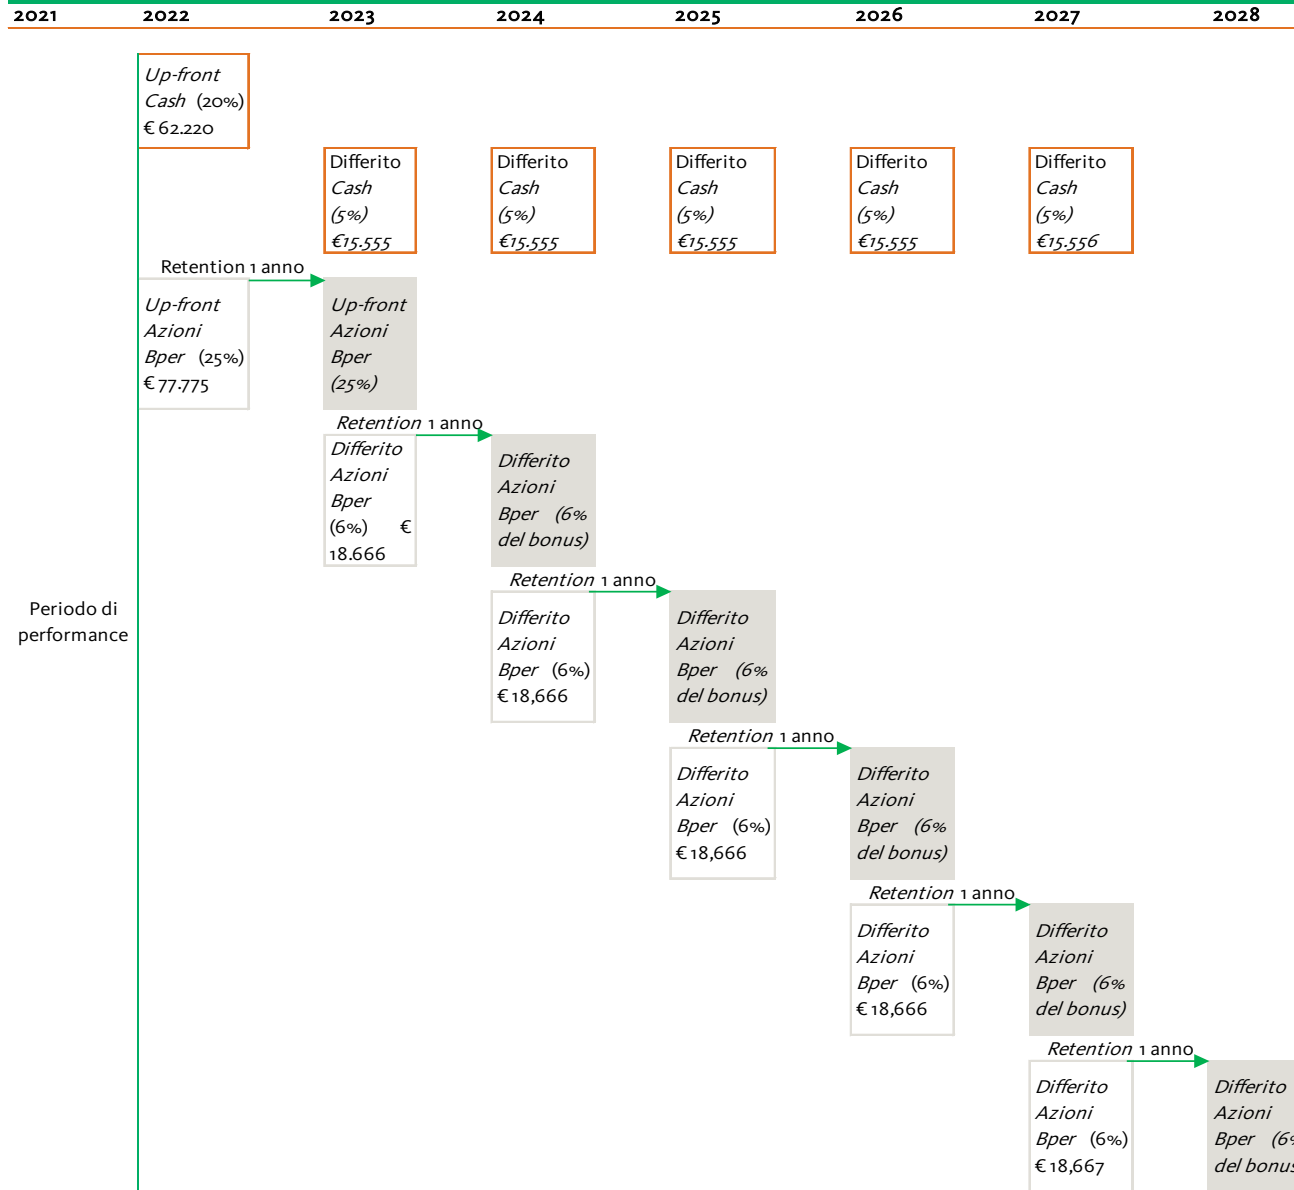 2021 2022 2023 2024 2025 2026 2027 2028
Up-front
Cash (20%)
€ 62.220
Differito
Cash
(5%)
€15.555
Differito
Cash
(5%)
€15.555
Differito
Cash
(5%)
€15.555
Differito
Cash
(5%)
€15.555
Differito
Cash
(5%)
€15.556
Retention 1 anno
Up-front
Azioni
Bper (25%)
€ 77.775
Up-front
Azioni
Bper
(25%)
Retention 1 anno
Differito
Azioni
Bper
(6%) €
18.666
Differito
Azioni
Bper (6%
del bonus)
Retention 1 anno
Periodo di
performance
Differito
Azioni
Bper (6%)
€ 18,666
Differito
Azioni
Bper (6%
del bonus)
Retention 1 anno
Differito
Azioni
Bper (6%)
€ 18,666
Differito
Azioni
Bper (6%
del bonus)
Retention 1 anno
Differito
Azioni
Bper (6%)
€ 18,666
Differito
Azioni
Bper (6%
del bonus)
Retention 1 anno
Differito
Azioni
Bper (6%)
€ 18,667
Differito
Azioni
Bper (6%
del bonus